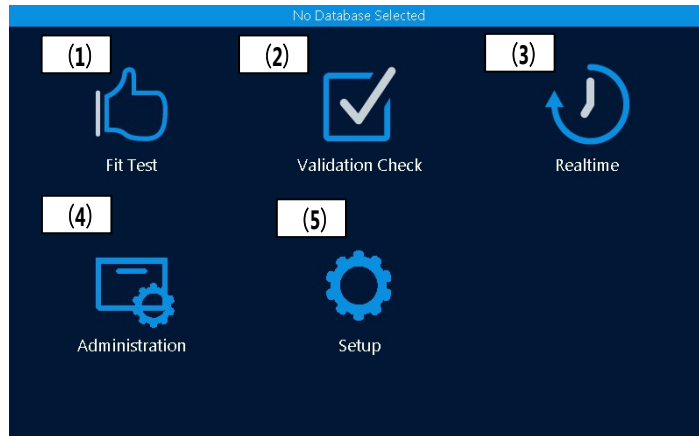 No Database Selected
(1) (2) (3)
Fit Test Validation Check Realtime
(4) (5)
Administration Setup